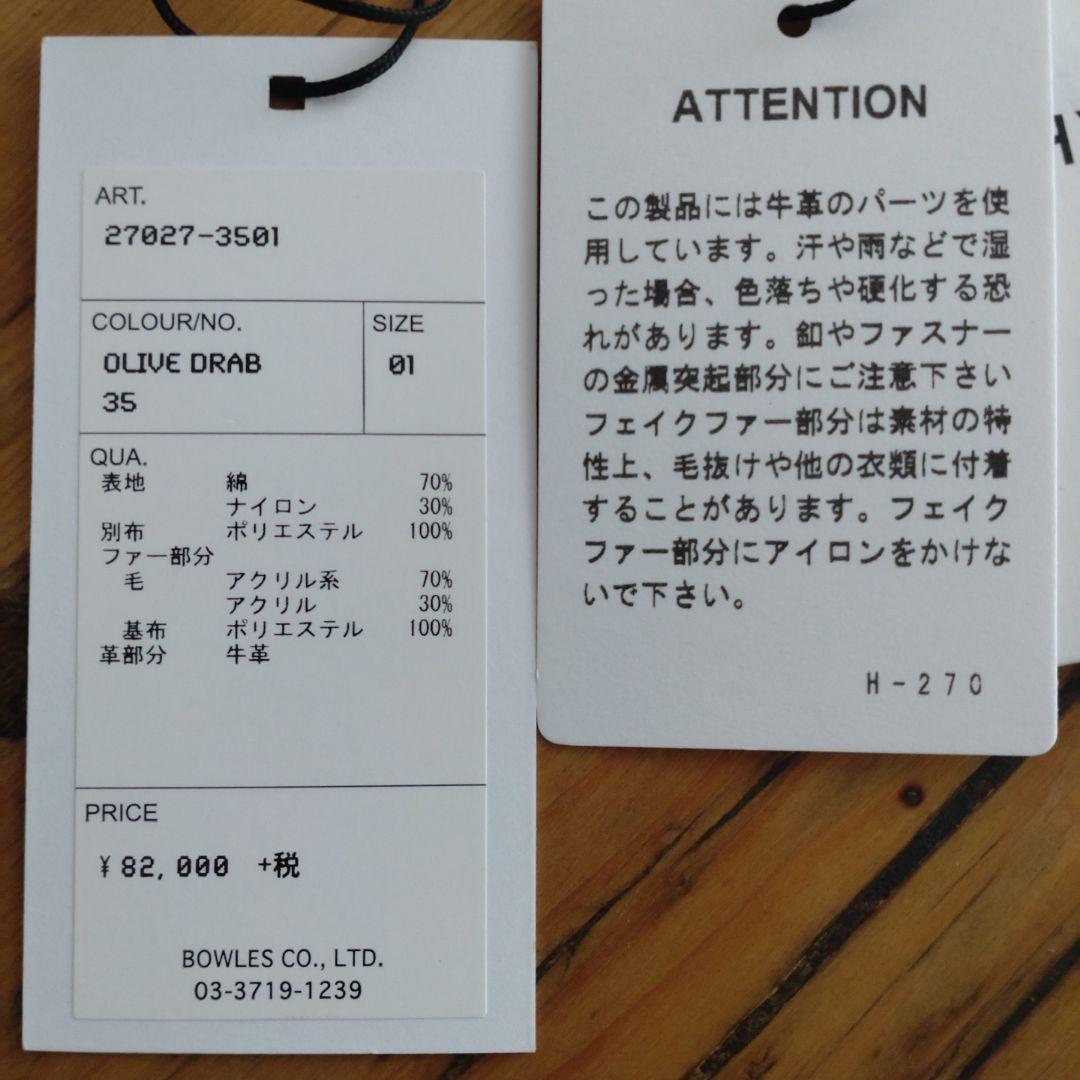 ART.
27027-3501
COLOUR/NO.
OLIVE DRAB
35
SIZE
01
QUA.
表地 綿 70%
ナイロン 30%
別布 ポリエステル 100%
ファー部分
毛 アクリル系 70%
アクリル 30%
基布 ポリエステル 100%
革部分 牛革
PRICE
¥82,000 +税
BOWLES CO., LTD.
03-3719-1239
ATTENTION
この製品には牛革のパーツを使
用しています。汗や雨などで湿
った場合、色落ちや硬化する恐
れがあります。釦やファスナー
の金属突起部分にご注意下さい
フェイクファー部分は素材の特
性上、毛抜けや他の衣類に付着
することがあります。フェイク
ファー部分にアイロンをかけな
いで下さい。
H-270